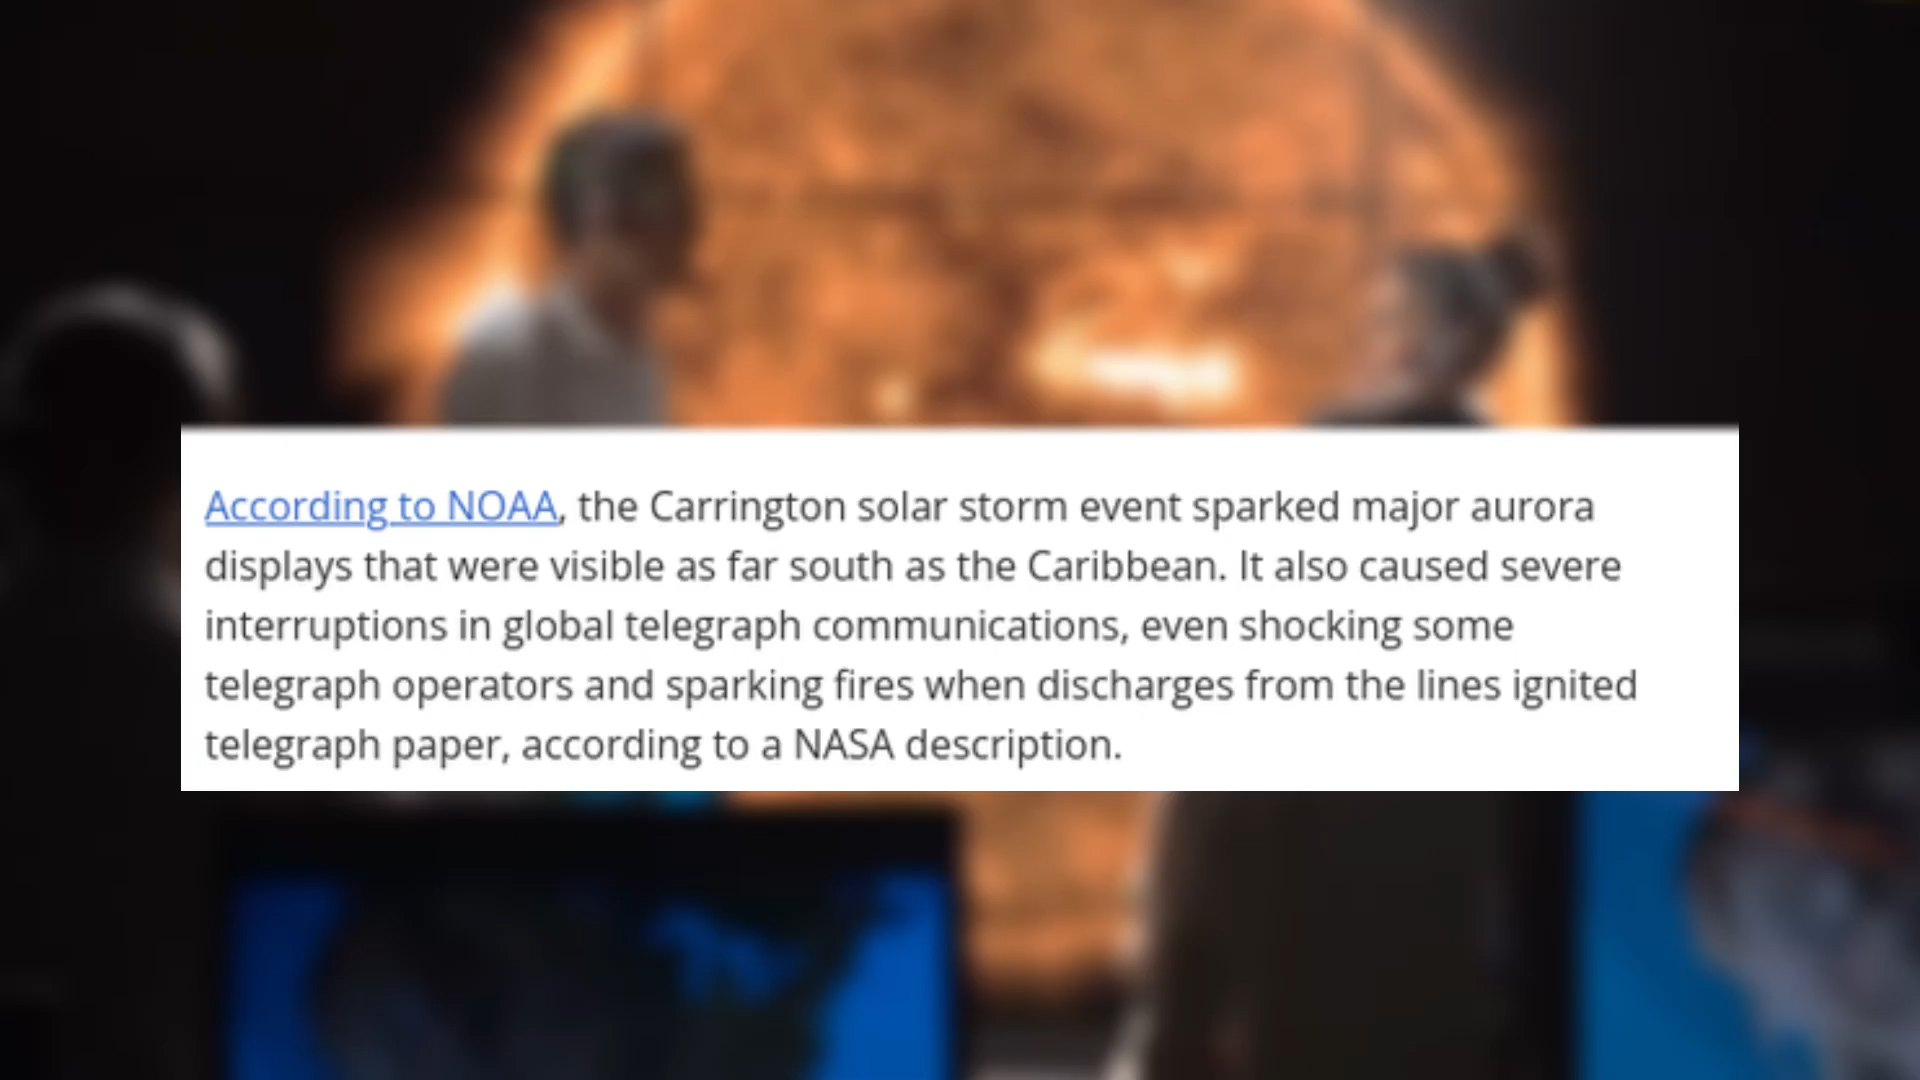 According to NOAA, the Carrington solar storm event sparked major aurora
displays that were visible as far south as the Caribbean. It also caused severe
interruptions in global telegraph communications, even shocking some
telegraph operators and sparking fires when discharges from the lines ignited
telegraph paper, according to a NASA description.